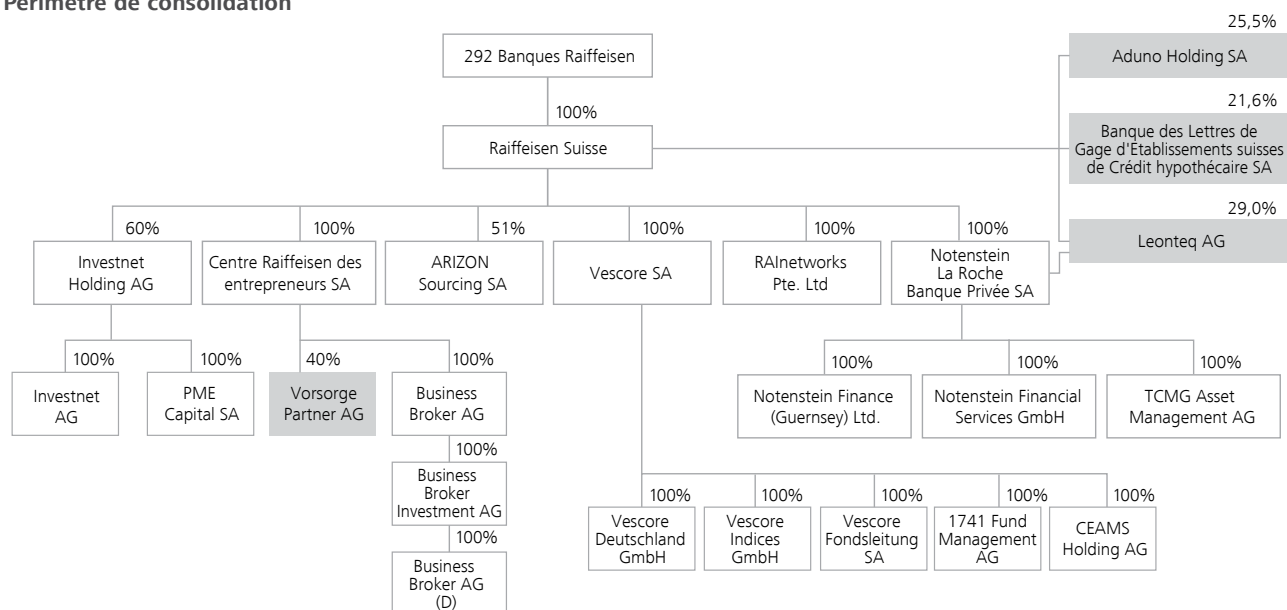 Périmètre de consolidation
25,5%
292 Banques Raiffeisen
Aduno Holding SA
100%
21,6%
Raiffeisen Suisse
Banque des Lettres de
Gage d'Etablissements suisses
de Crédit hypothécaire SA
29,0%
Leonteq AG
60%
100%
51%
100%
100%
100%
Investnet
Holding AG
Centre Raiffeisen des
entrepreneurs SA
ARIZON
Sourcing SA
Vescore SA
RAInetworks
Pte. Ltd
Notenstein
La Roche
Banque Privée SA
100%
100%
40%
100%
100%
100%
100%
Investnet
AG
PME
Capital SA
Vorsorge
Partner AG
Business
Broker AG
Notenstein Finance
(Guernsey) Ltd.
Notenstein Financial
Services GmbH
TCMG Asset
Management AG
100%
Business
Broker
Investment AG
100%
Business
Broker AG
(D)
100%
100%
100%
100%
100%
Vescore
Deutschland
GmbH
Vescore
Indices
GmbH
Vescore
Fondsleitung
SA
1741 Fund
Management
AG
CEAMS
Holding AG